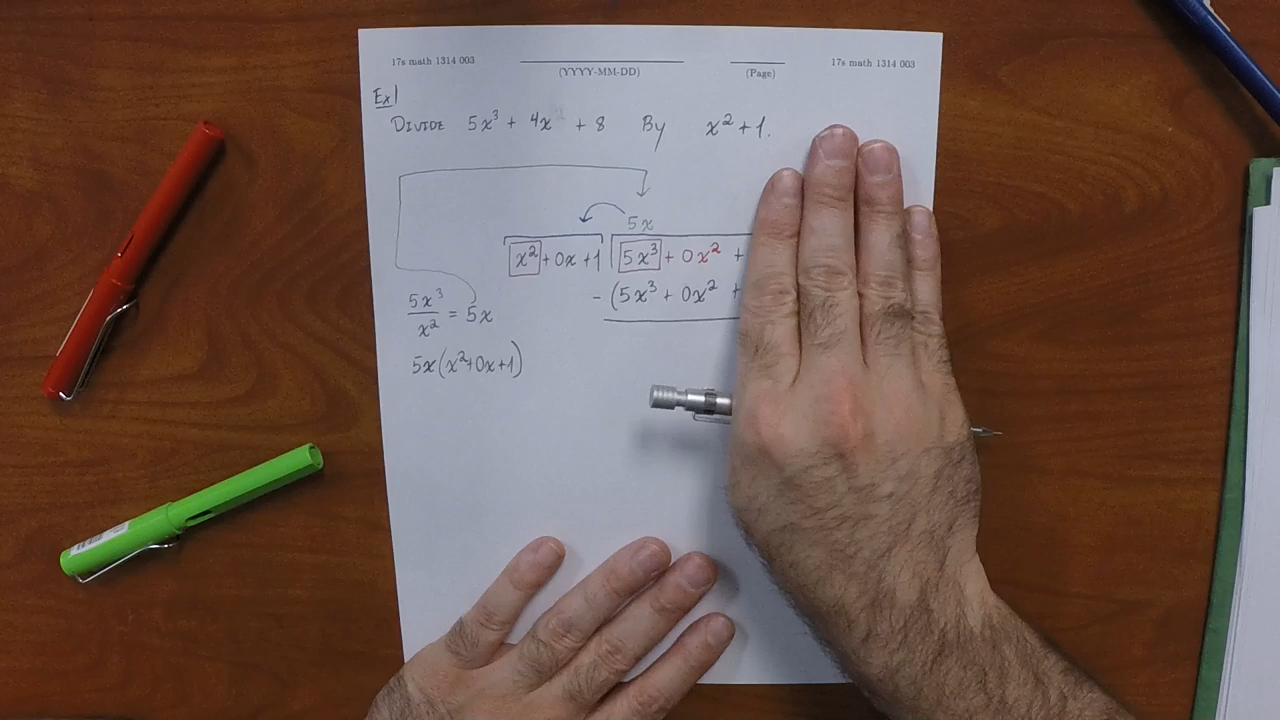 17s math 1314 003 (YYYY-MM-DD) (Page) 17s math 1314 003
Ex1
DIVIDE 5x³ + 4x + 8 By x² + 1.
5x
x² + 0x + 1 5x³ + 0x² +
- (5x³ + 0x² +
5x³/x² = 5x
5x(x²+0x+1)